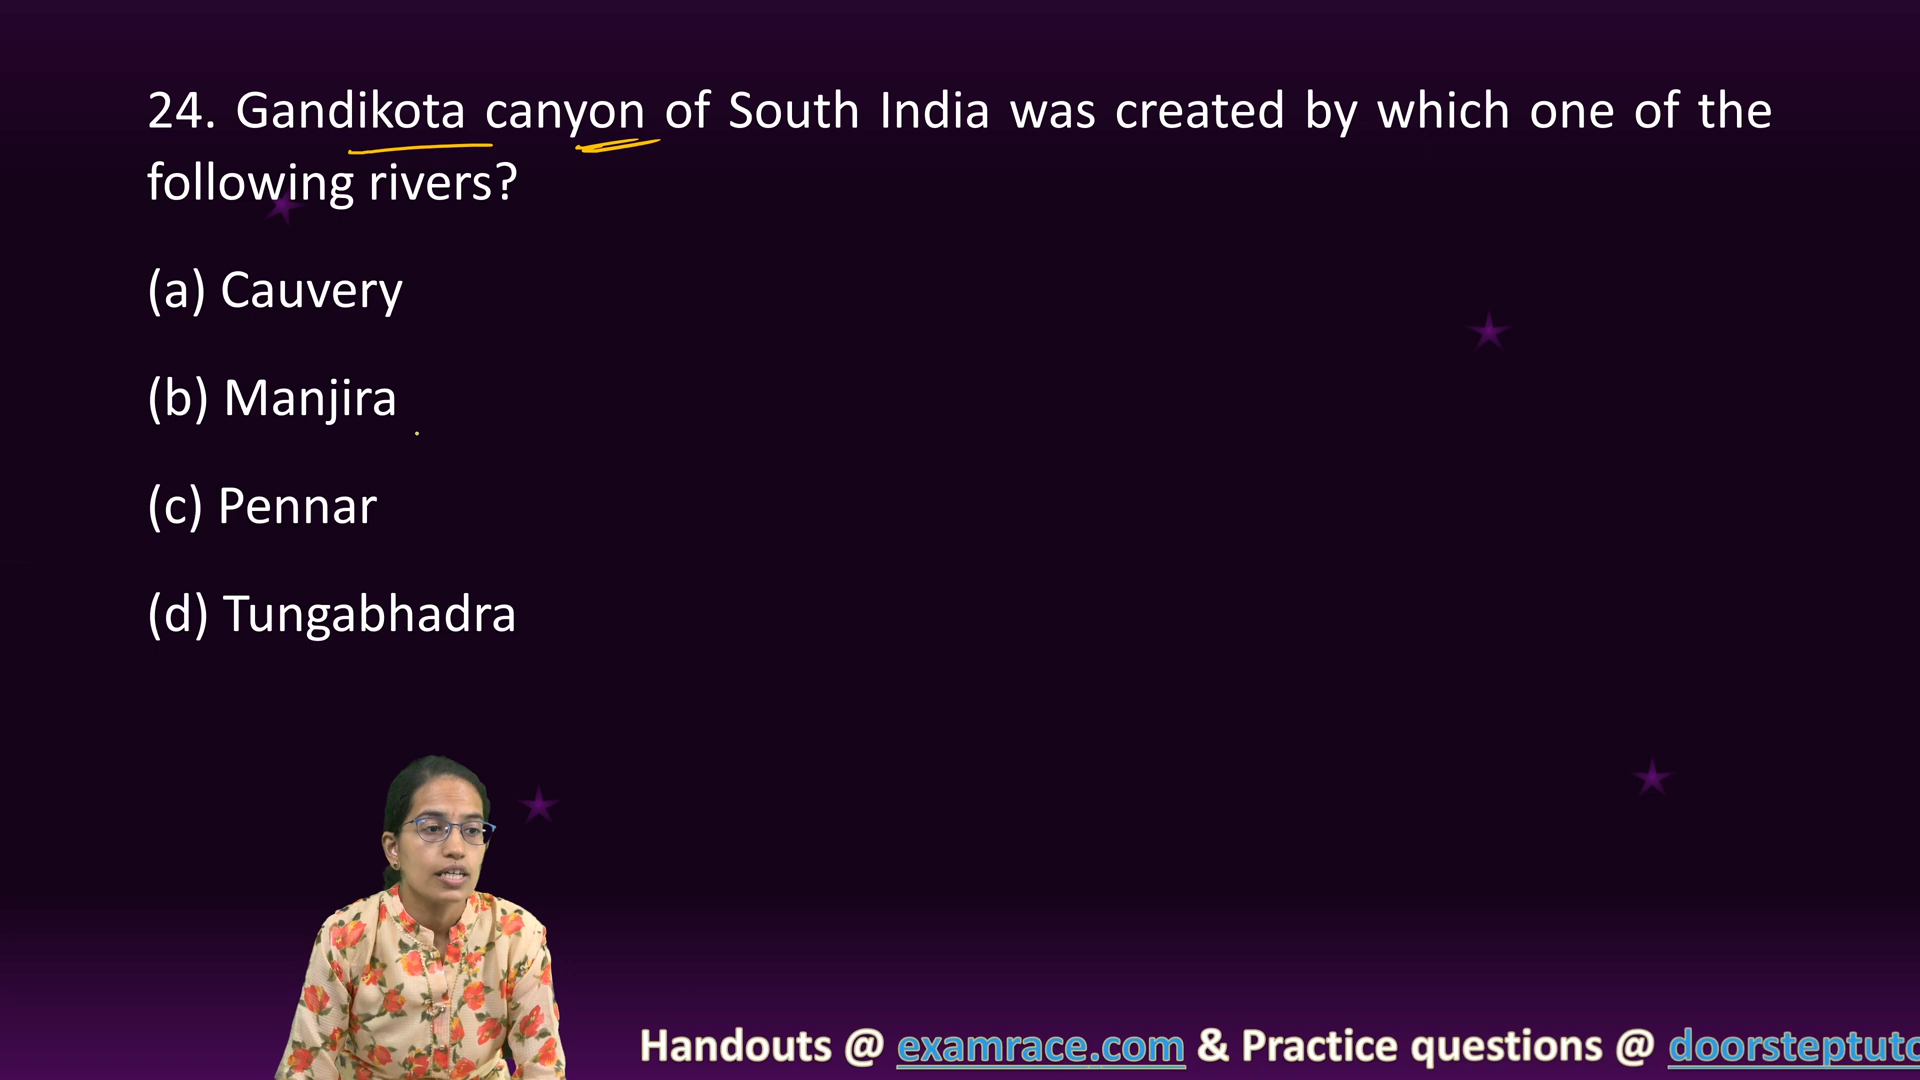 24. Gandikota canyon of South India was created by which one of the
following rivers?
(a) Cauvery
(b) Manjira
(c) Pennar
(d) Tungabhadra
Handouts @ examrace.com & Practice questions @ doorsteptuto